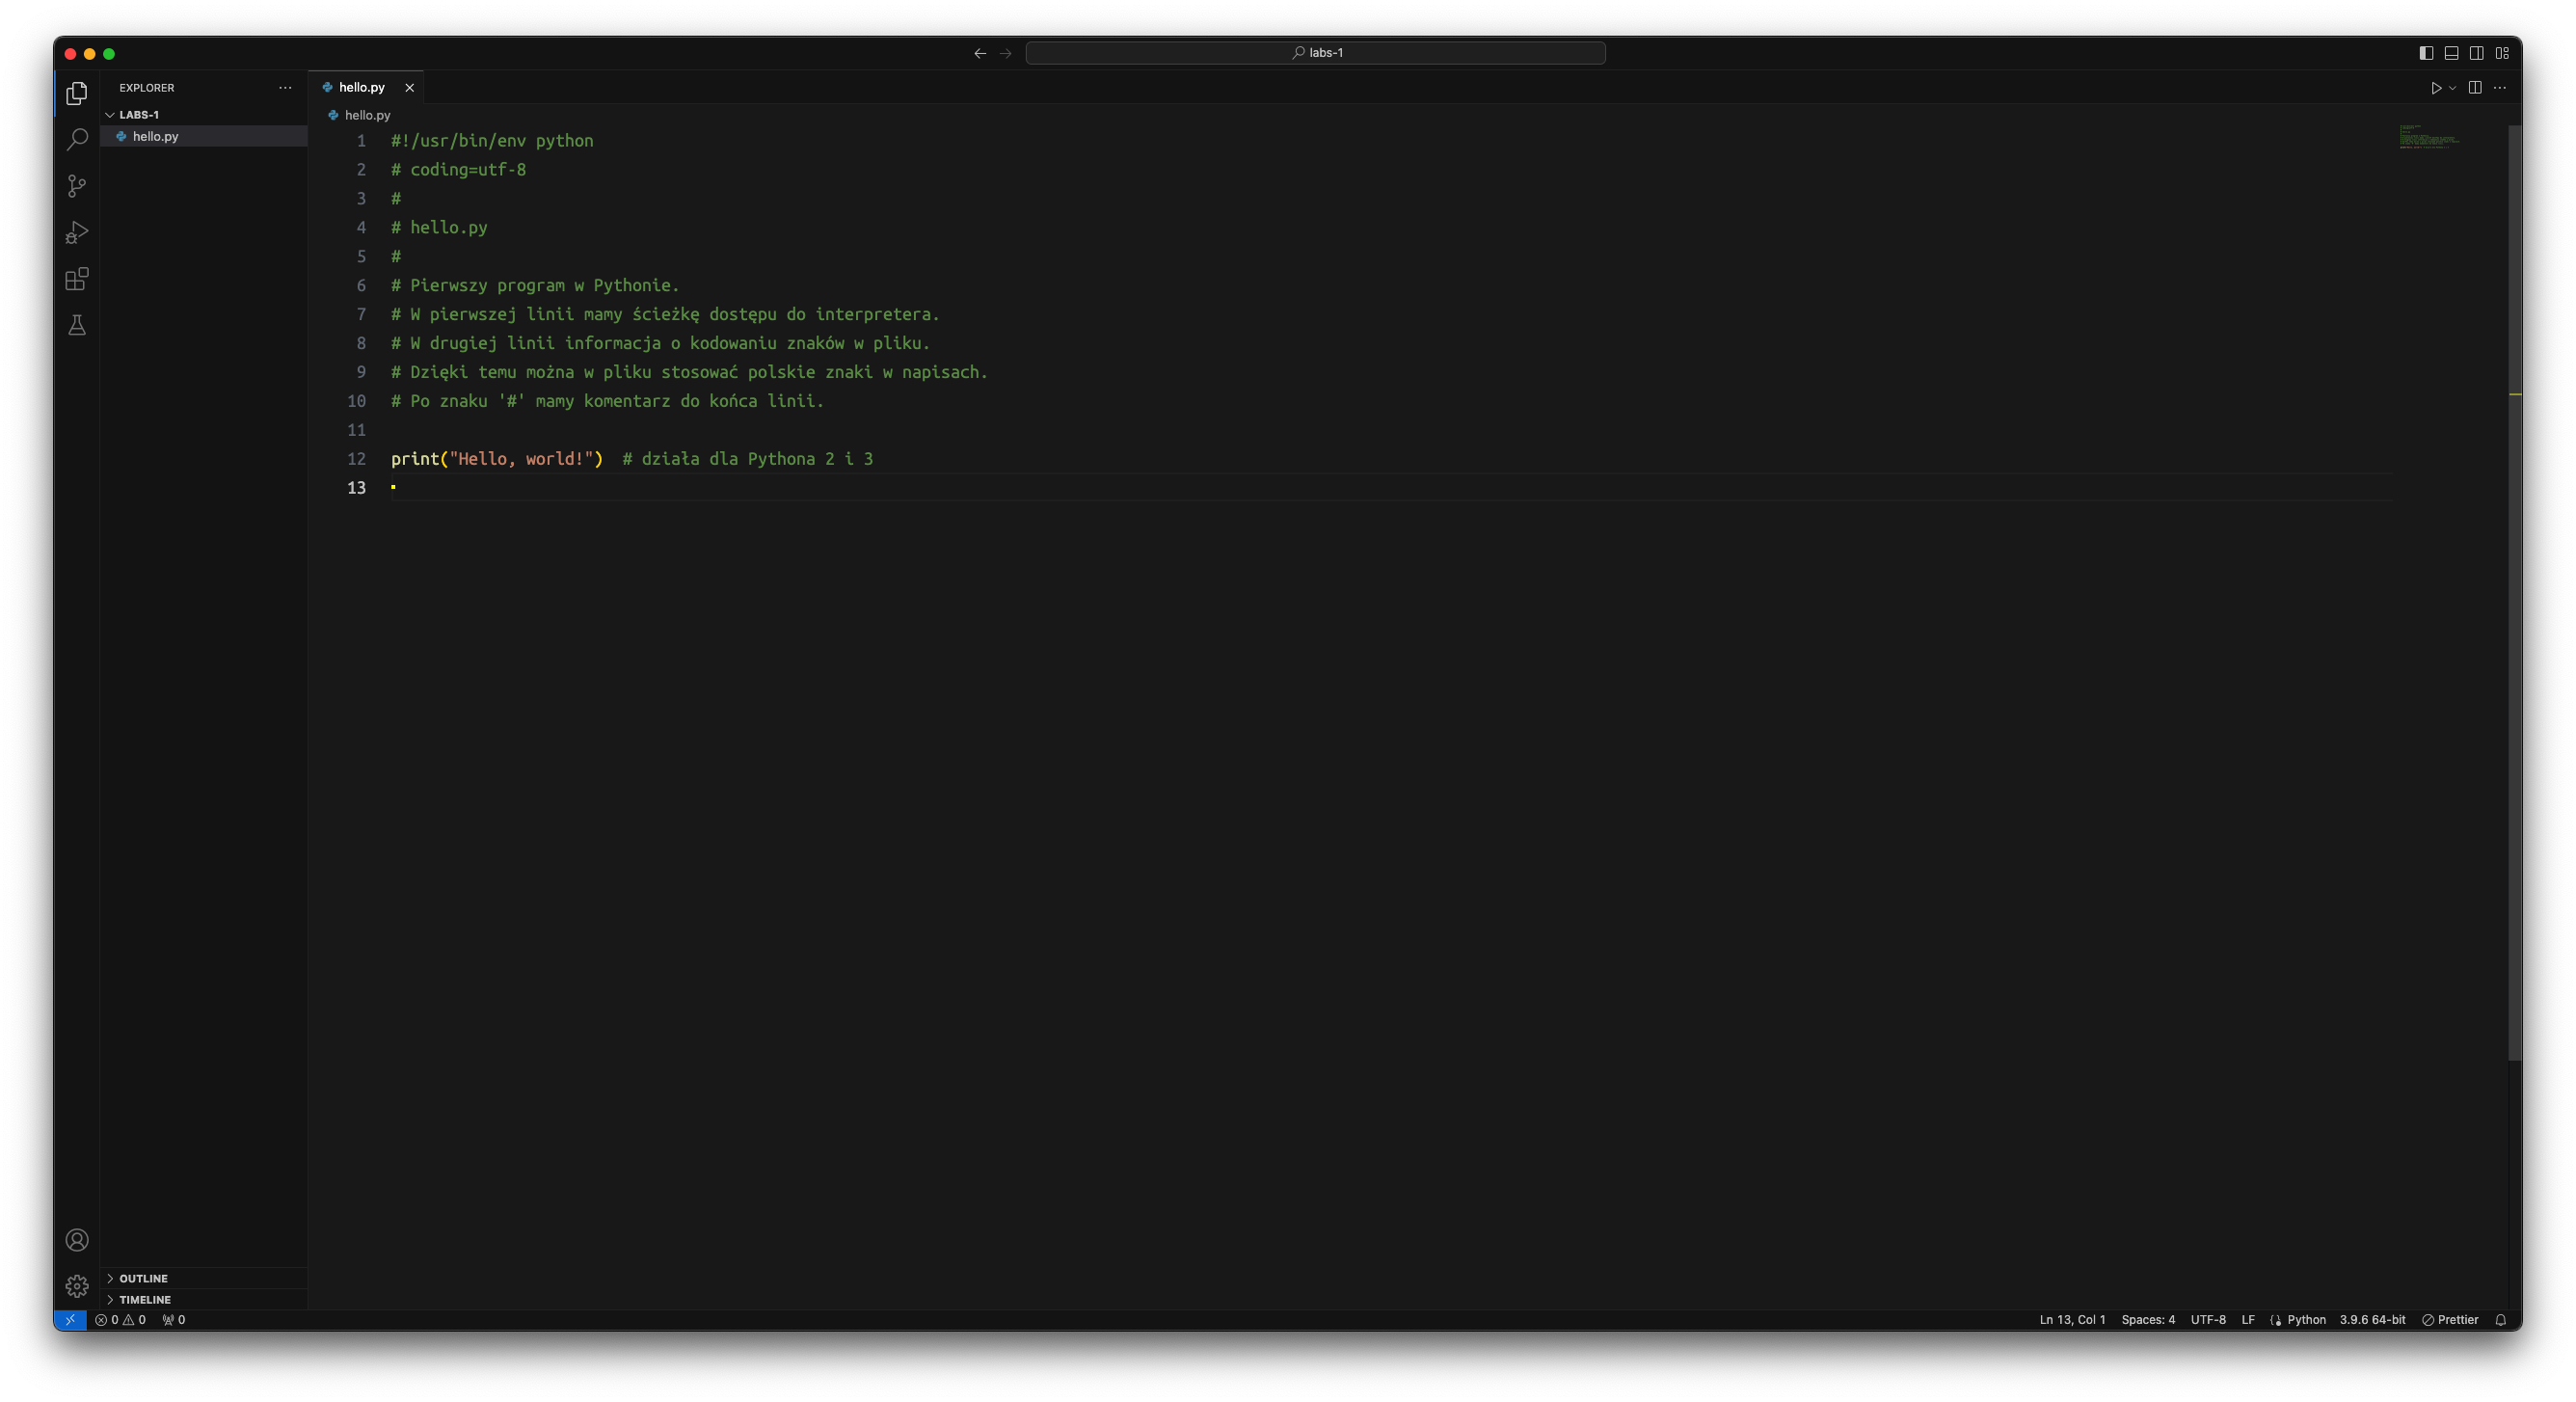 labs-1
EXPLORER
LABS-1
hello.py
hello.py
hello.py
1 #!/usr/bin/env python
2 # coding=utf-8
3 #
4 # hello.py
5 #
6 # Pierwszy program w Pythonie.
7 # W pierwszej linii mamy ścieżkę dostępu do interpretera.
8 # W drugiej linii informacja o kodowaniu znaków w pliku.
9 # Dzięki temu można w pliku stosować polskie znaki w napisach.
10 # Po znaku '#' mamy komentarz do końca linii.
11
12 print("Hello, world!")  # działa dla Pythona 2 i 3
13
OUTLINE
TIMELINE
0 0 0 Ln 13, Col 1 Spaces: 4 UTF-8 LF Python 3.9.6 64-bit Prettier